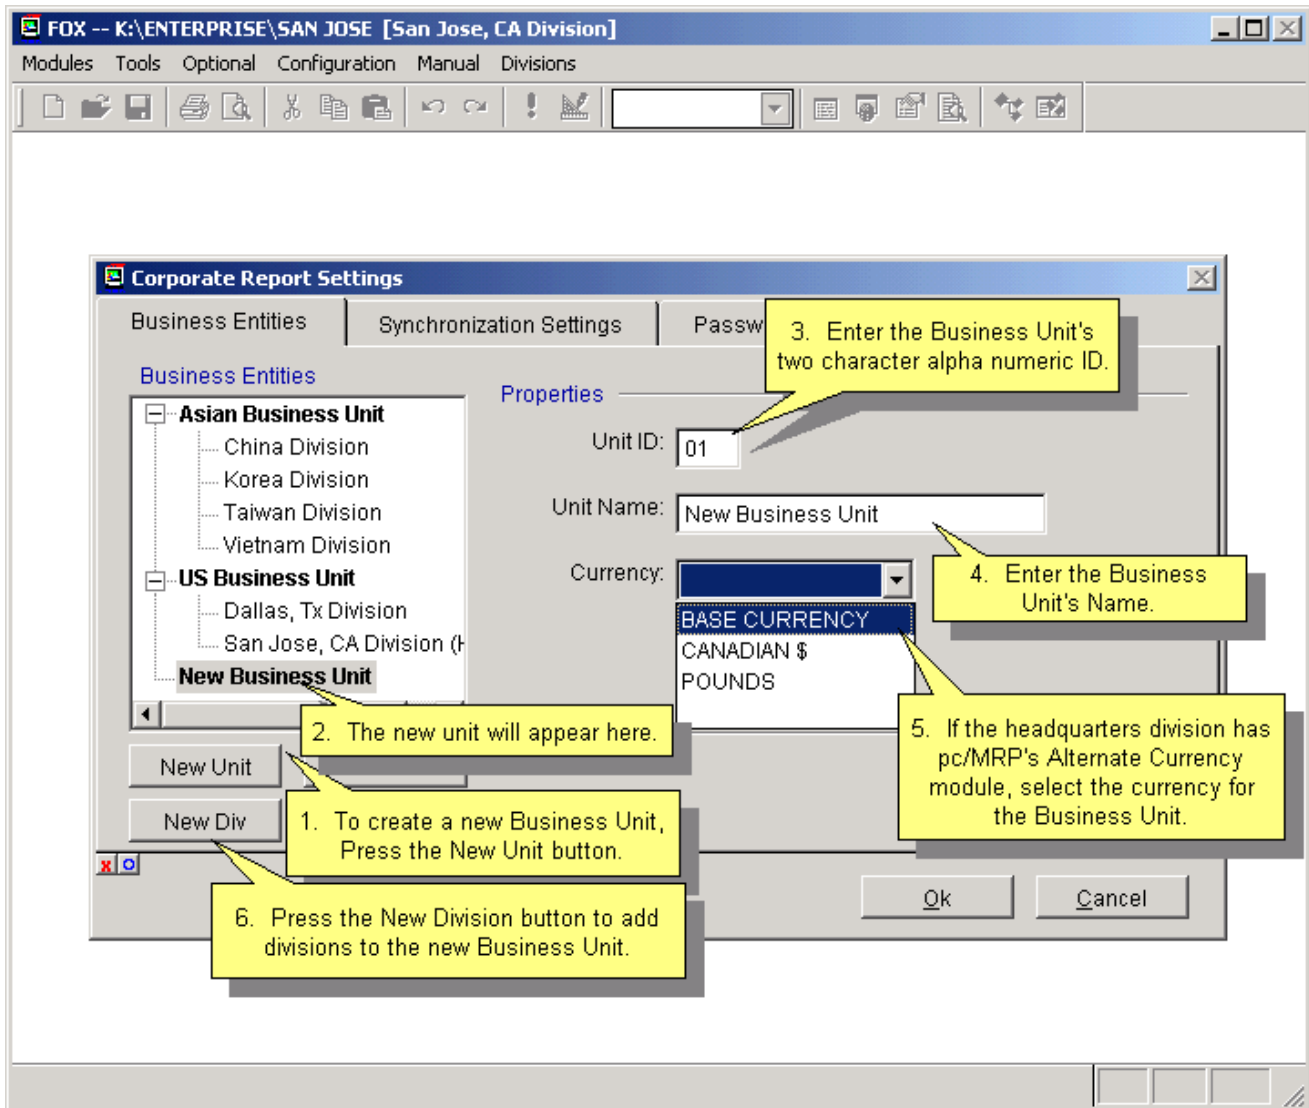 FOX -- K:\ENTERPRISE\SAN JOSE [San Jose, CA Division]
Modules Tools Optional Configuration Manual Divisions
Corporate Report Settings
Business Entities
Synchronization Settings
Passw
3. Enter the Business Unit's
two character alpha numeric ID.
Business Entities
Asian Business Unit
China Division
Korea Division
Taiwan Division
Vietnam Division
US Business Unit
Dallas, Tx Division
San Jose, CA Division (H
New Business Unit
Properties
Unit ID: 01
Unit Name: New Business Unit
4. Enter the Business
Unit's Name.
Currency:
BASE CURRENCY
CANADIAN $
POUNDS
5. If the headquarters division has
pc/MRP's Alternate Currency
module, select the currency for
the Business Unit.
2. The new unit will appear here.
New Unit
New Div
1. To create a new Business Unit,
Press the New Unit button.
6. Press the New Division button to add
divisions to the new Business Unit.
Ok
Cancel